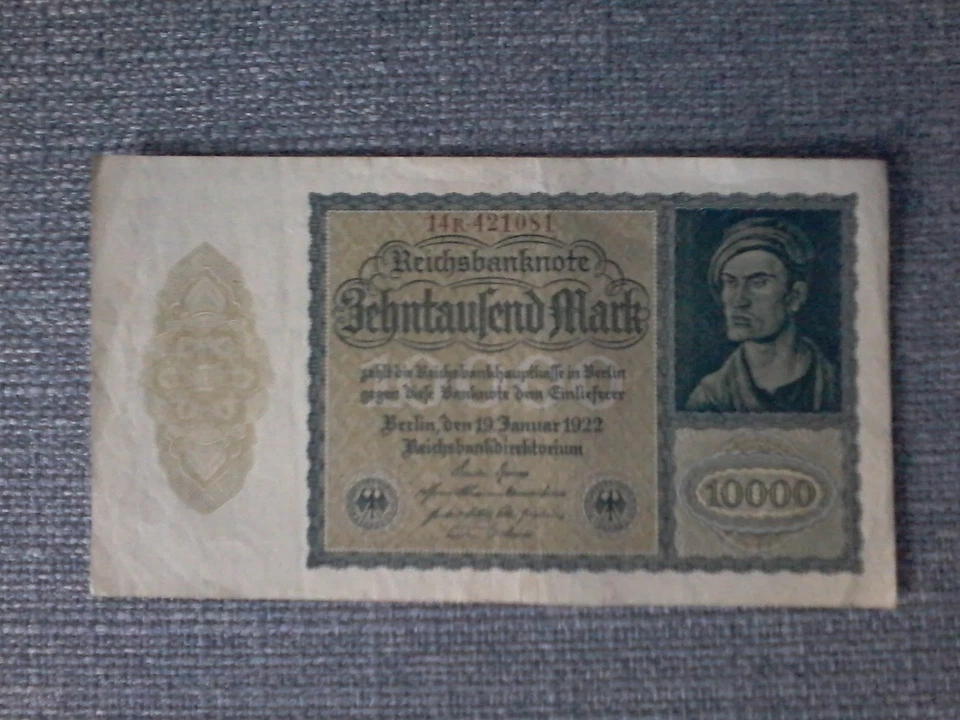 14R·421081
Reichsbanknote
Zehntausend Mark
10000
zahlt die Reichsbankhauptkasse in Berlin
gegen diese Banknote dem Einlieferer
Berlin, den 19. Januar 1922
Reichsbankdirektorium
10000